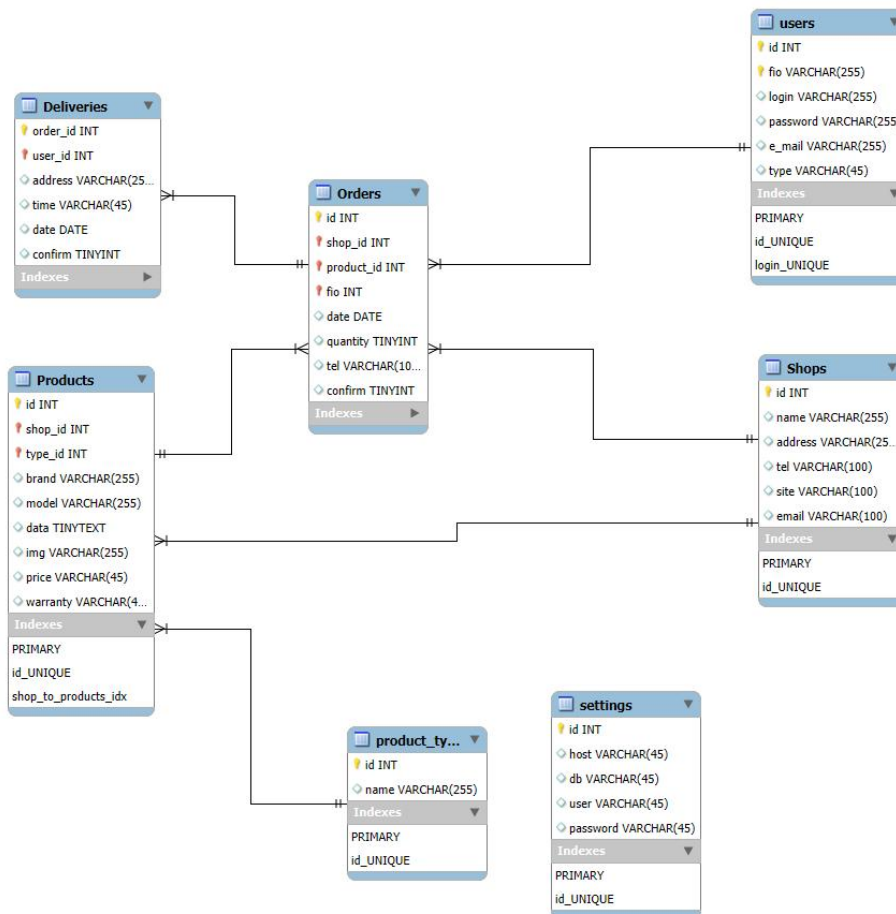 users
id INT
fio VARCHAR(255)
login VARCHAR(255)
password VARCHAR(255
e_mail VARCHAR(255)
type VARCHAR(45)
Indexes
PRIMARY
id_UNIQUE
login_UNIQUE
Deliveries
order_id INT
user_id INT
address VARCHAR(25...
time VARCHAR(45)
date DATE
confirm TINYINT
Indexes
Orders
id INT
shop_id INT
product_id INT
fio INT
date DATE
quantity TINYINT
tel VARCHAR(10...
confirm TINYINT
Indexes
Products
id INT
shop_id INT
type_id INT
brand VARCHAR(255)
model VARCHAR(255)
data TINYTEXT
img VARCHAR(255)
price VARCHAR(45)
warranty VARCHAR(4...
Indexes
PRIMARY
id_UNIQUE
shop_to_products_idx
Shops
id INT
name VARCHAR(255)
address VARCHAR(25...
tel VARCHAR(100)
site VARCHAR(100)
email VARCHAR(100)
Indexes
PRIMARY
id_UNIQUE
product_ty...
id INT
name VARCHAR(255)
Indexes
PRIMARY
id_UNIQUE
settings
id INT
host VARCHAR(45)
db VARCHAR(45)
user VARCHAR(45)
password VARCHAR(45)
Indexes
PRIMARY
id_UNIQUE